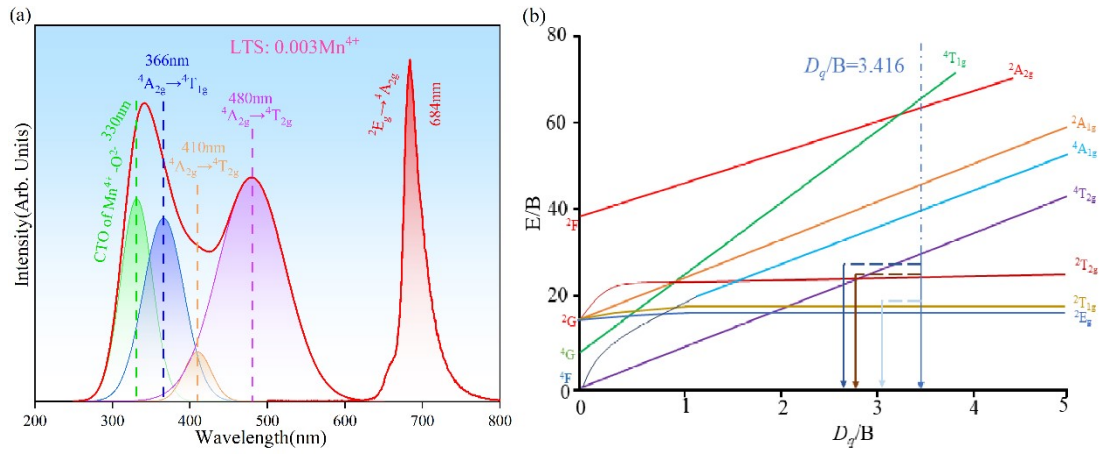 (a)
LTS: 0.003Mn⁴⁺
366nm
⁴A₂g→⁴T₁g
480nm
⁴A₂g→⁴T₂g
410nm
⁴A₂g→⁴T₂g
CTO of Mn⁴⁺-O²⁻ 330nm
²Eg→⁴A₂g
684nm
Intensity(Arb. Units)
200 300 400 500 600 700 800
Wavelength(nm)
(b)
E/B
80
60
40
20
0
Dq/B=3.416
⁴T₁g
²A₂g
²A₁g
⁴A₁g
⁴T₂g
²T₂g
²T₁g
²Eg
²F
²G
⁴G
⁴F
0 1 2 3 4 5
Dq/B